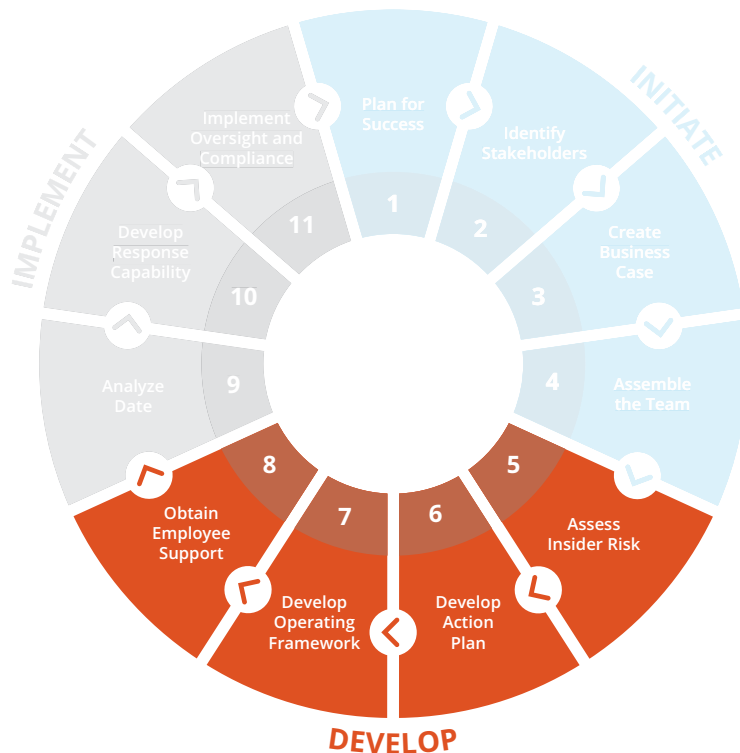 INITIATE
Plan for
Success
1
Identify
Stakeholders
2
Create
Business
Case
3
Assemble
the Team
4
DEVELOP
Assess
Insider Risk
5
Develop
Action
Plan
6
Develop
Operating
Framework
7
Obtain
Employee
Support
8
IMPLEMENT
Analyze
Date
9
Develop
Response
Capability
10
Implement
Oversight and
Compliance
11